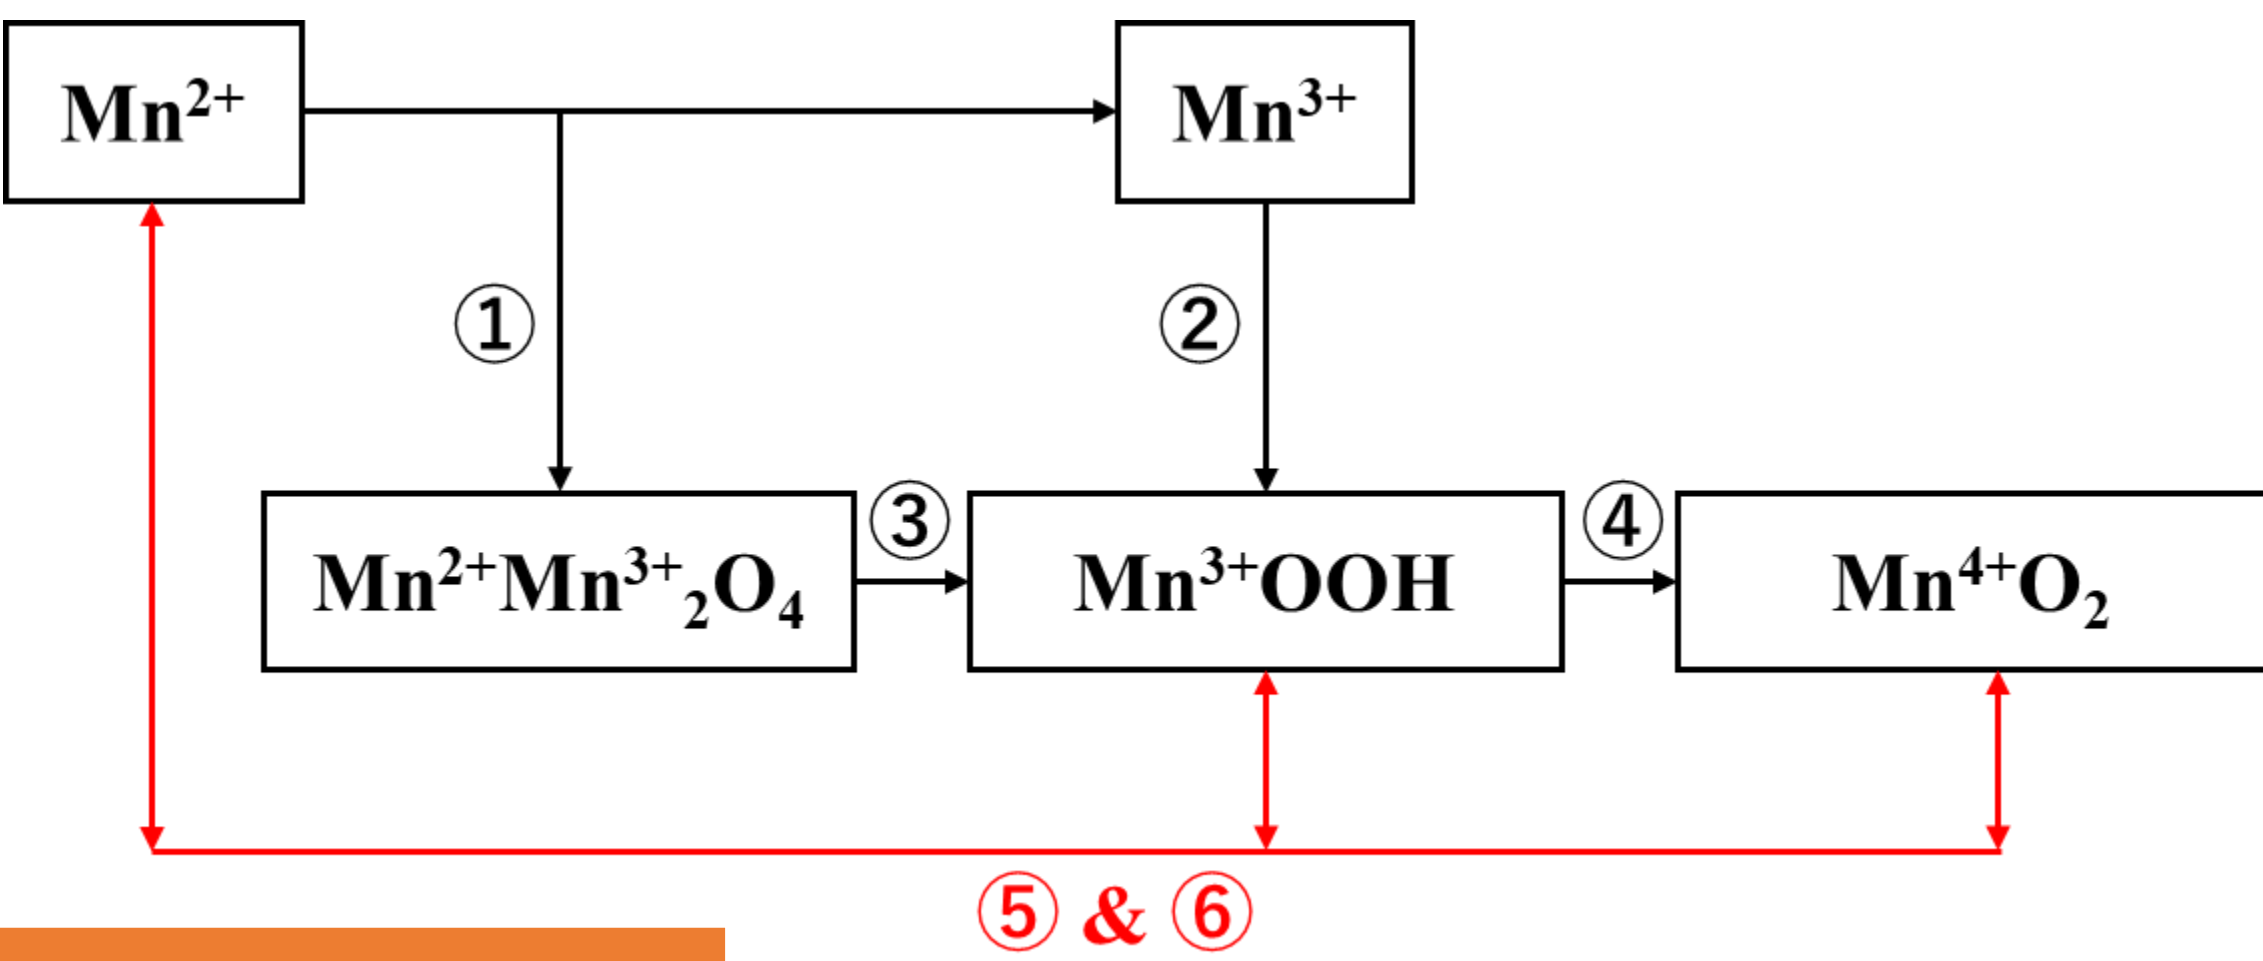 Mn²⁺ Mn³⁺
① ②
③ ④
Mn²⁺Mn³⁺₂O₄ Mn³⁺OOH Mn⁴⁺O₂
⑤ & ⑥